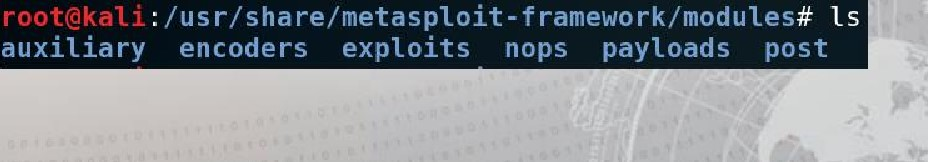 root@kali:/usr/share/metasploit-framework/modules# ls
auxiliary  encoders  exploits  nops  payloads  post